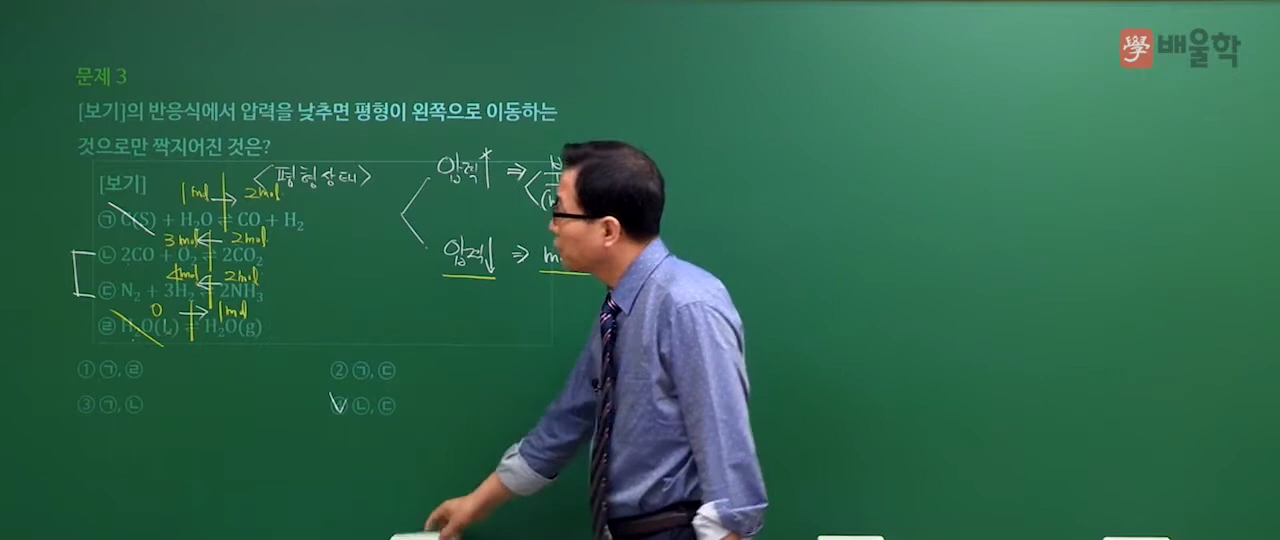 學 배울학
문제 3
[보기]의 반응식에서 압력을 낮추면 평형이 왼쪽으로 이동하는
것으로만 짝지어진 것은?
[보기]
<평형상태>
압력↑ ⇒
1mol → 2mol
㉠ C(S) + H₂O ⇌ CO + H₂
3mol ← 2mol
㉡ 2CO + O₂ ⇌ 2CO₂
압력↓ ⇒ m
4mol ← 2mol
㉢ N₂ + 3H₂ ⇌ 2NH₃
0 → 1mol
㉣ H₂O(L) ⇌ H₂O(g)
① ㉠, ㉣
② ㉠, ㉢
③ ㉠, ㉡
④ ㉡, ㉢